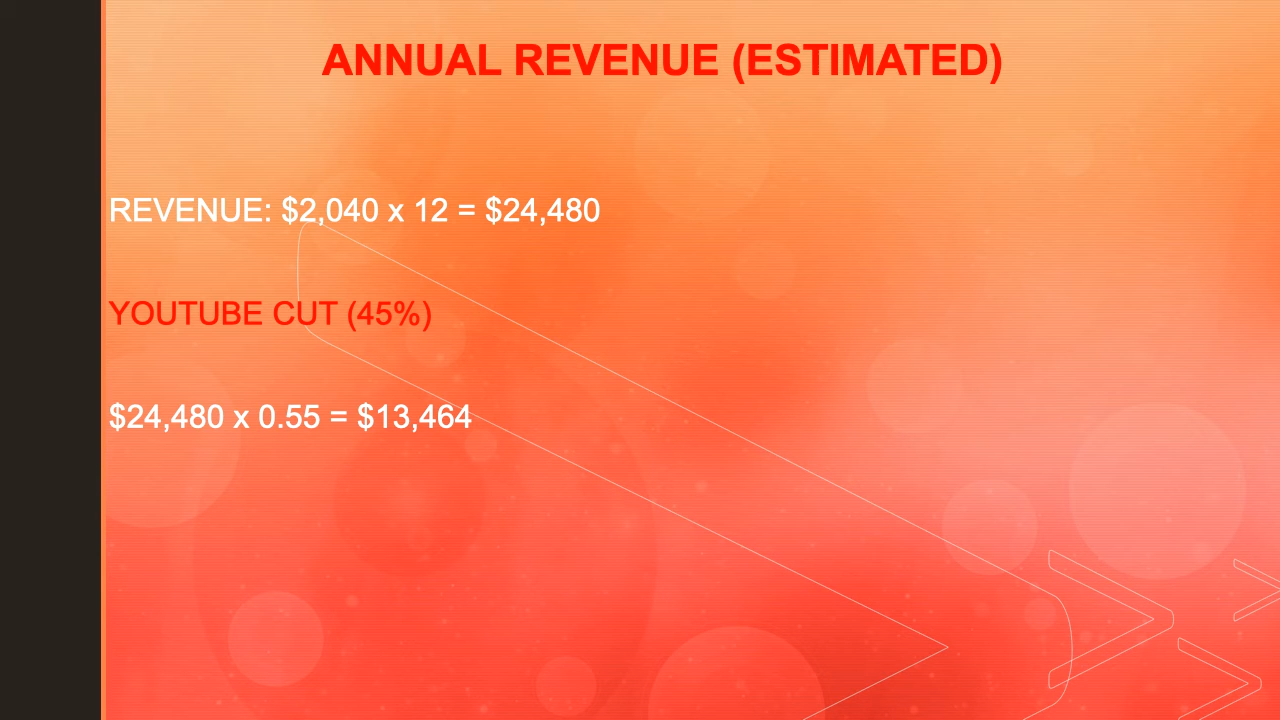 ANNUAL REVENUE (ESTIMATED)
REVENUE: $2,040 x 12 = $24,480
YOUTUBE CUT (45%)
$24,480 x 0.55 = $13,464